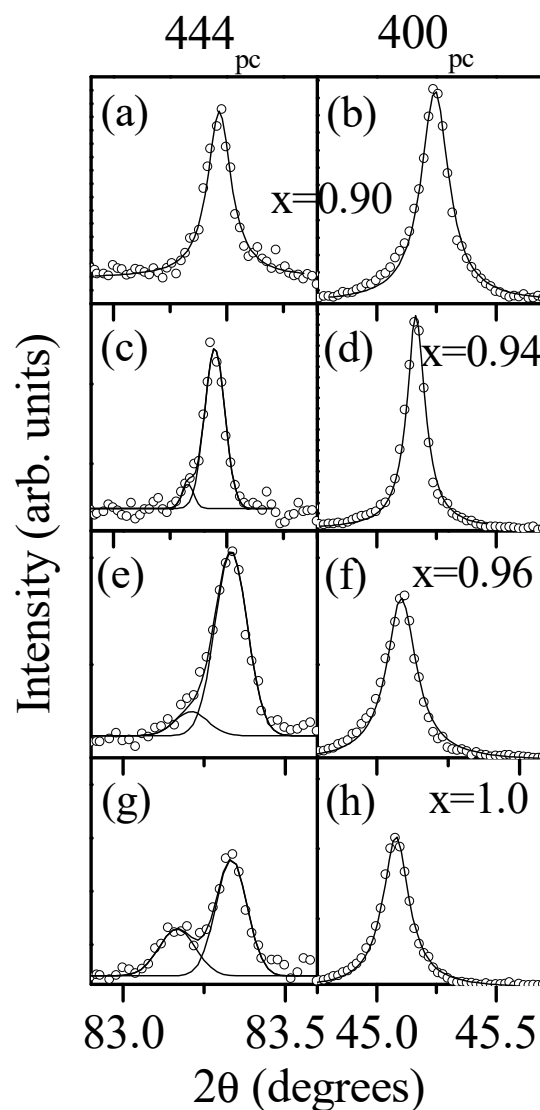 444pc 400pc
(a) (b)
x=0.90
(c) (d) x=0.94
(e) (f) x=0.96
(g) (h) x=1.0
Intensity (arb. units)
83.0 83.5 45.0 45.5
2θ (degrees)